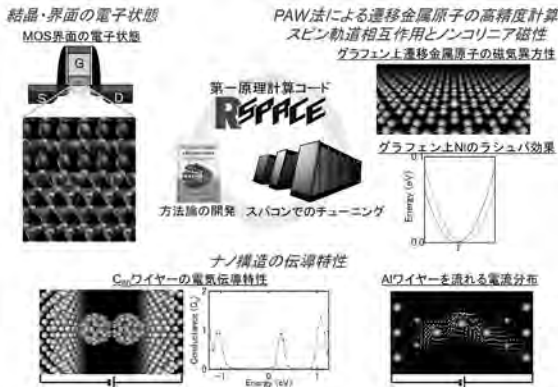 結晶・界面の電子状態
MOS界面の電子状態
G
S
D
PAW法による遷移金属原子の高精度計算
スピン軌道相互作用とノンコリニア磁性
グラフェン上遷移金属原子の磁気異方性
第一原理計算コード
RSPACE
方法論の開発
スパコンでのチューニング
グラフェン上Niのラシュバ効果
0.1
Energy (eV)
0.0
Γ
ナノ構造の伝導特性
C60ワイヤーの電気伝導特性
2
1
0
Conductance (G0)
-1
0
1
Energy (eV)
Alワイヤーを流れる電流分布